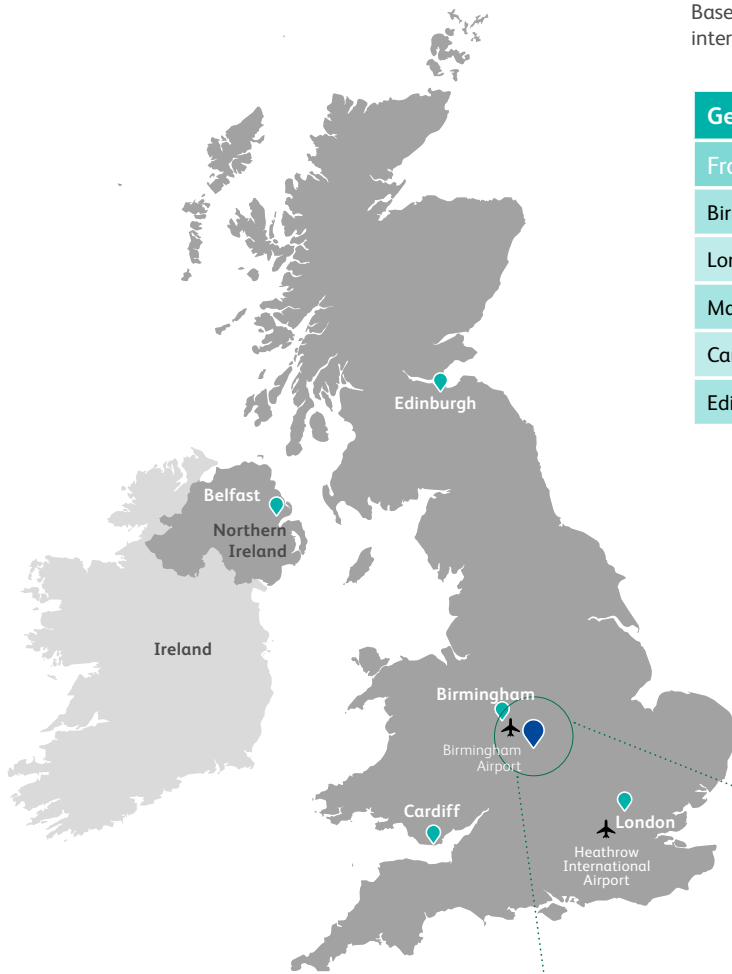 Base
inter
Ge
Fro
Bir
Lon
Ma
Ca
Edi
Edinburgh
Belfast
Northern
Ireland
Ireland
Birmingham
Birmingham
Airport
Cardiff
London
Heathrow
International
Airport